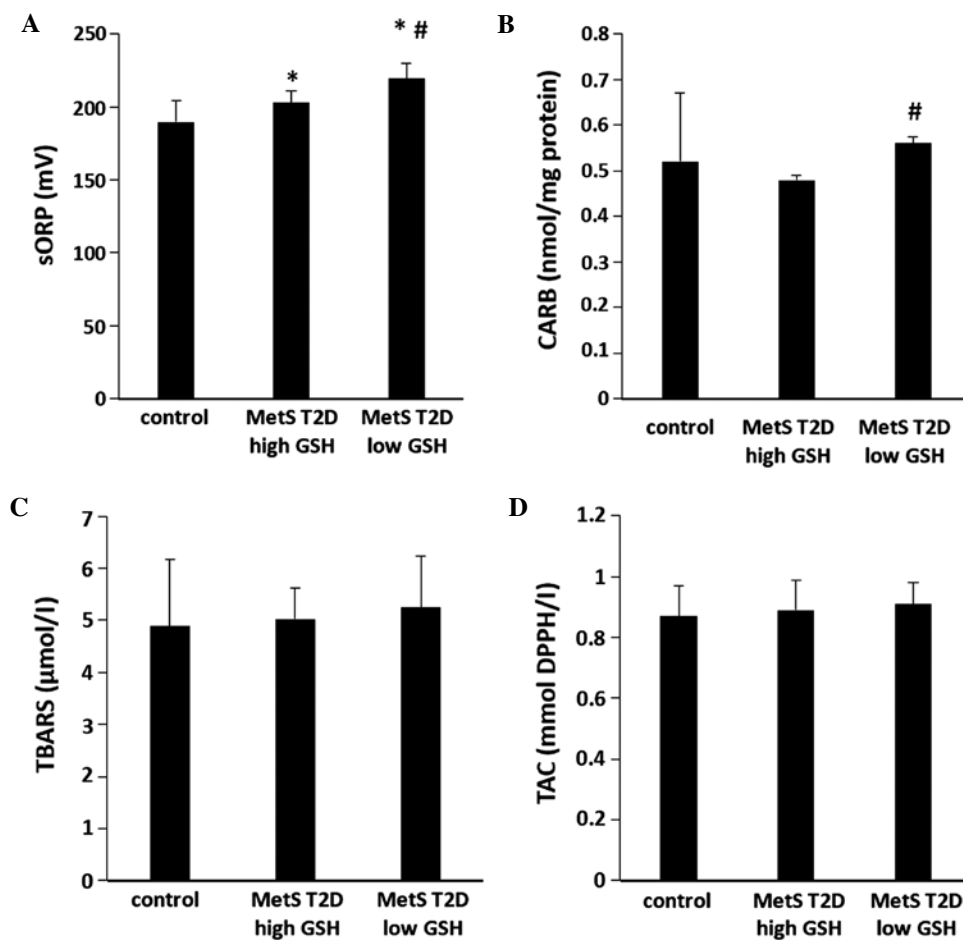 A
sORP (mV)
250
200
150
100
50
0
*
* #
control
MetS T2D
high GSH
MetS T2D
low GSH
B
CARB (nmol/mg protein)
0.8
0.7
0.6
0.5
0.4
0.3
0.2
0.1
0
#
control
MetS T2D
high GSH
MetS T2D
low GSH
C
TBARS (μmol/l)
7
6
5
4
3
2
1
0
control
MetS T2D
high GSH
MetS T2D
low GSH
D
TAC (mmol DPPH/l)
1.2
1
0.8
0.6
0.4
0.2
0
control
MetS T2D
high GSH
MetS T2D
low GSH